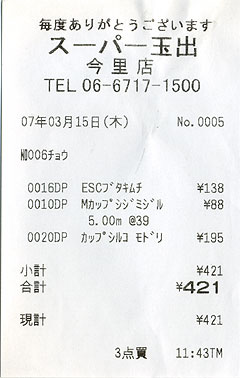 毎度ありがとうございます
スーパー玉出
今里店
TEL 06-6717-1500
07年03月15日(木) No.0005
NO006チョウ
0016DP ESCブタキムチ ¥138
0010DP Mカップシジミジル ¥88
5.00m @39
0020DP カップシルコ モドリ ¥195
小計 ¥421
合計 ¥421
現計 ¥421
3点買 11:43TM